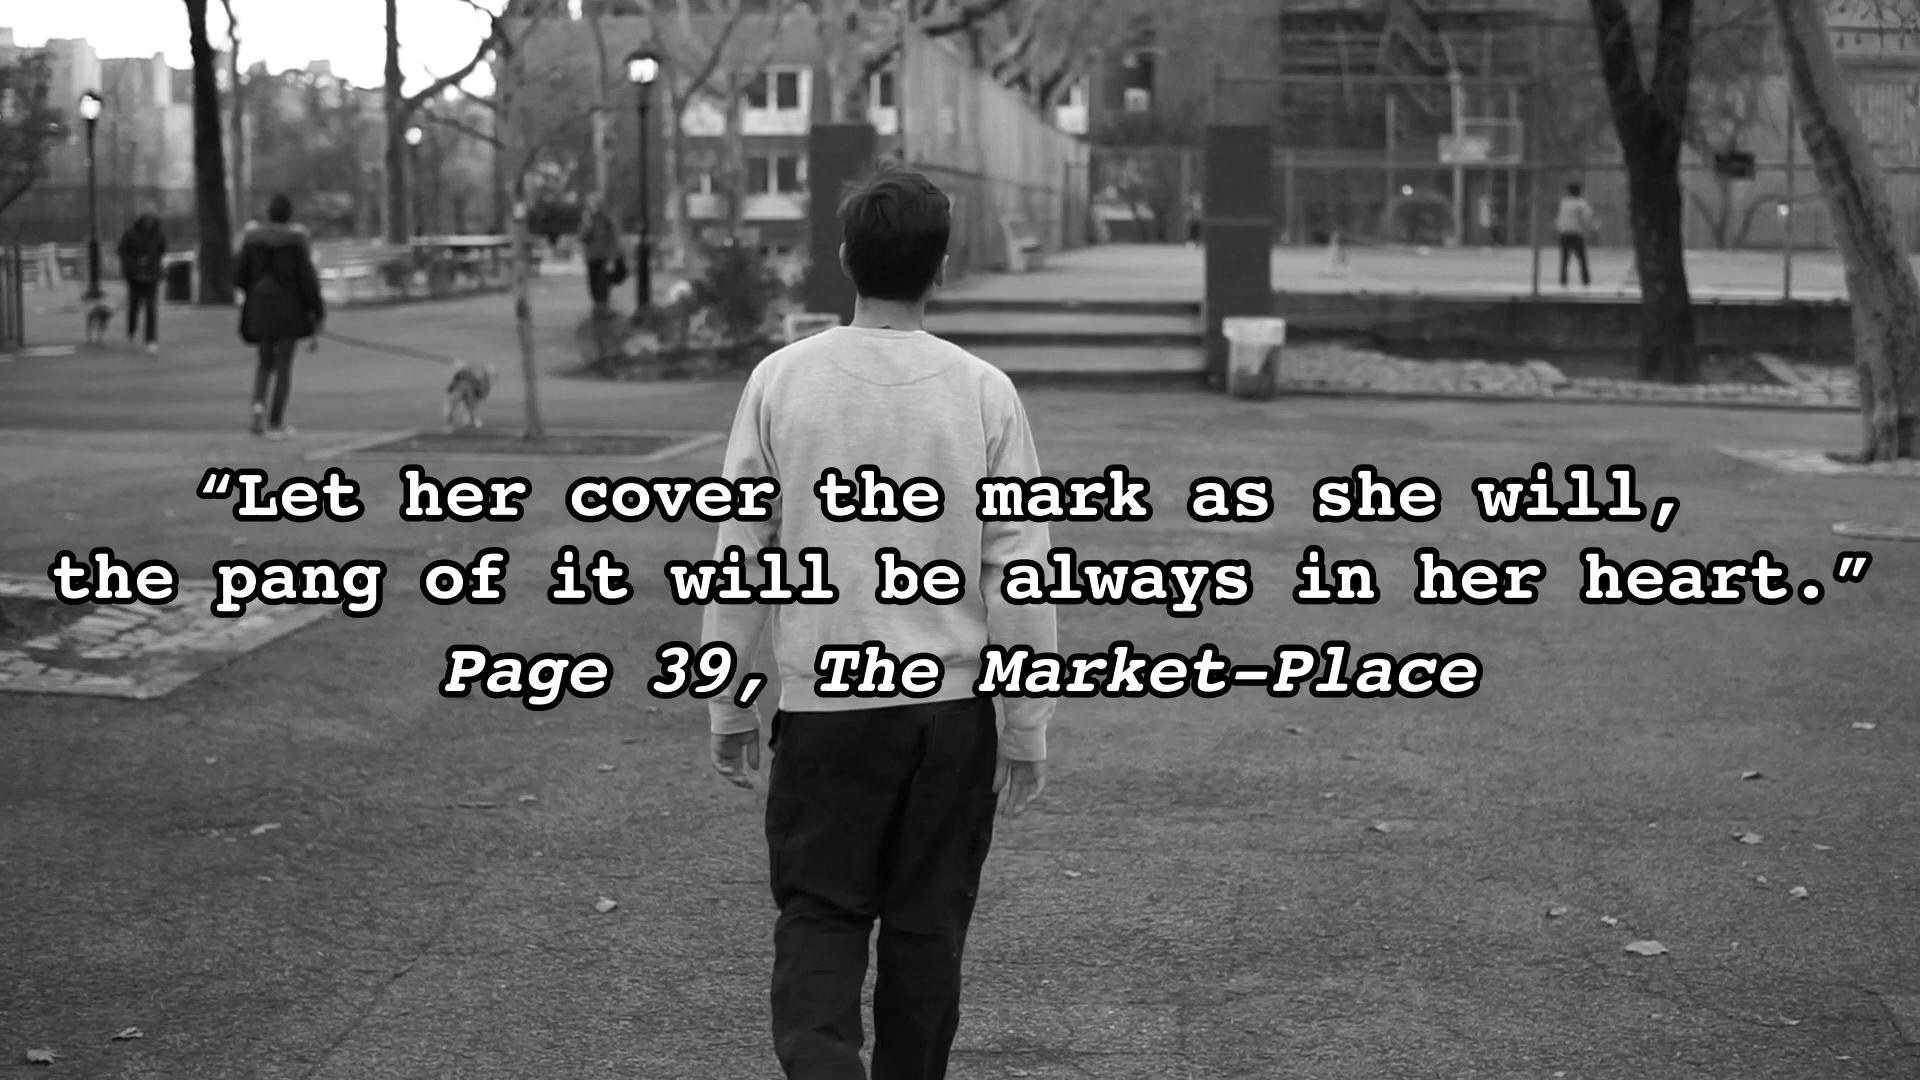 “Let her cover the mark as she will,
the pang of it will be always in her heart.”
Page 39, The Market-Place